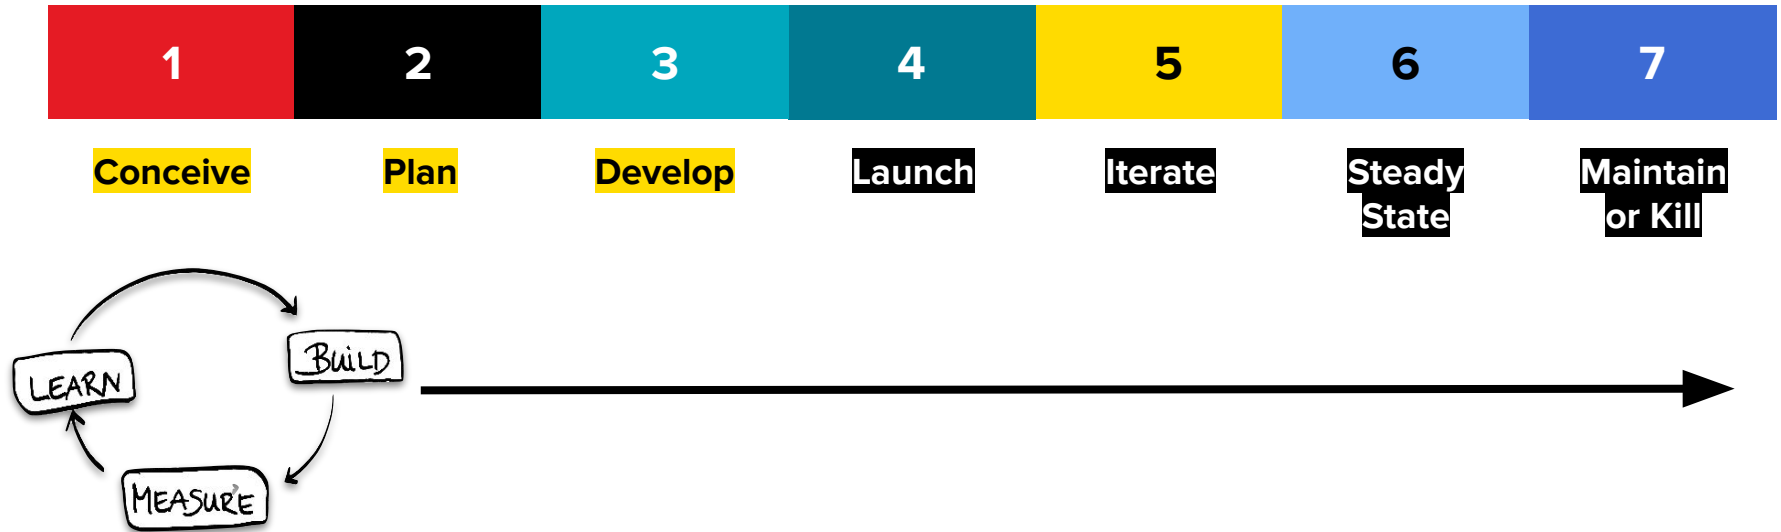 1 2 3 4 5 6 7
Conceive Plan Develop Launch Iterate Steady Maintain
State or Kill
BUILD
LEARN
MEASURE